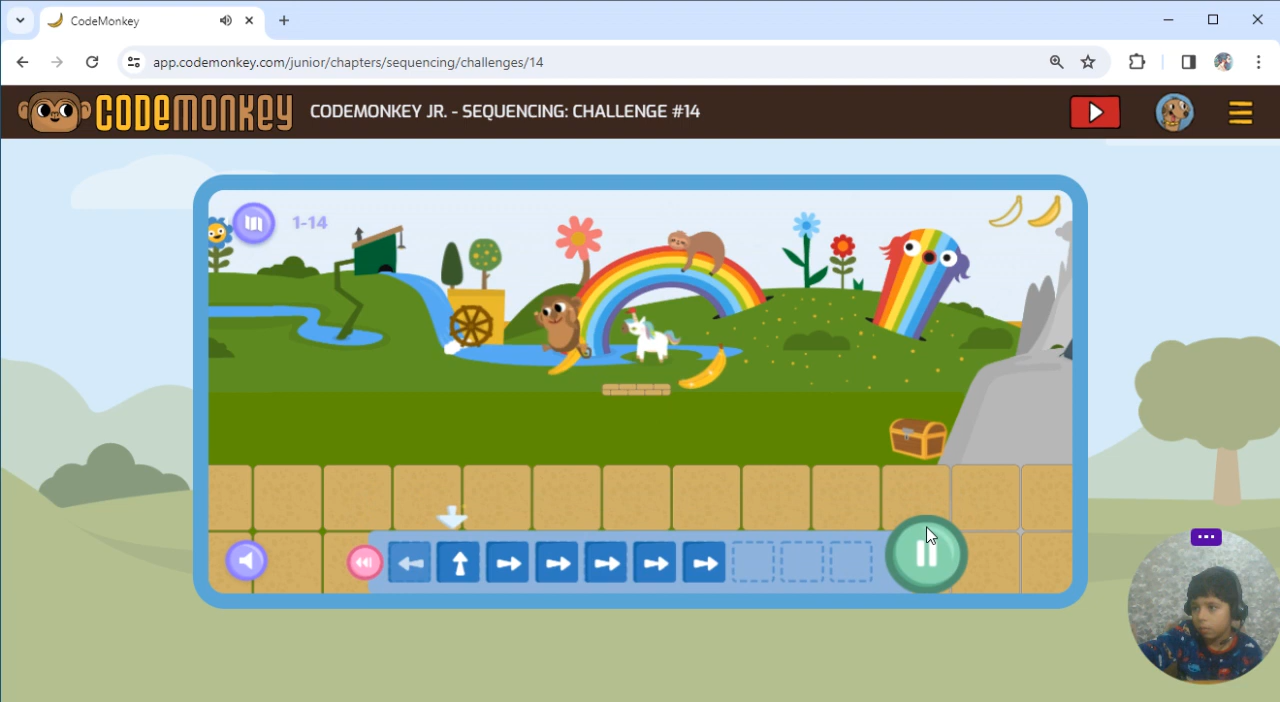 CodeMonkey
app.codemonkey.com/junior/chapters/sequencing/challenges/14
CODEMONKEY
CODEMONKEY JR. - SEQUENCING: CHALLENGE #14
1-14